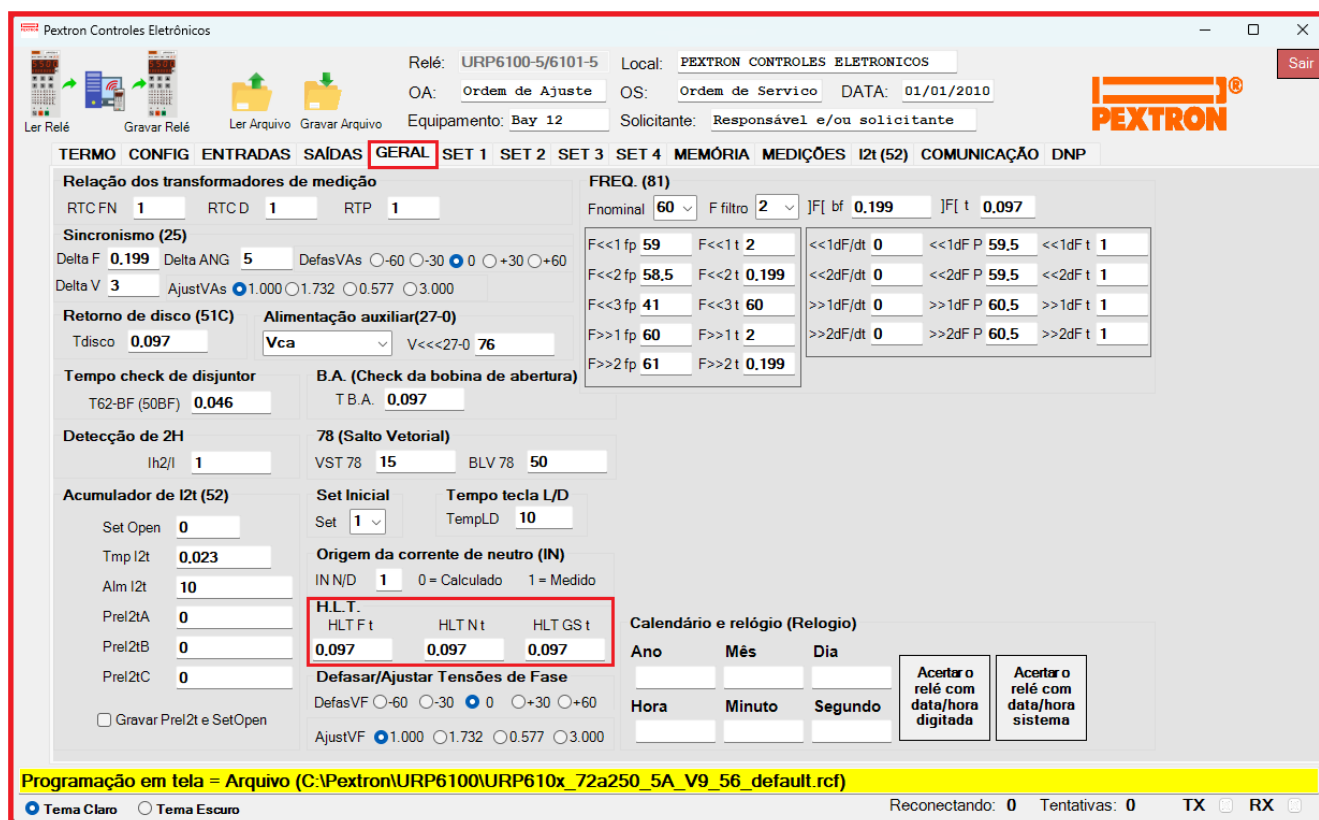 Pextron Controles Eletrônicos
Relé: URP6100-5/6101-5 Local: PEXTRON CONTROLES ELETRONICOS Sair
OA: Ordem de Ajuste OS: Ordem de Servico DATA: 01/01/2010
Ler Relé Gravar Relé Ler Arquivo Gravar Arquivo Equipamento: Bay 12 Solicitante: Responsável e/ou solicitante PEXTRON
TERMO CONFIG ENTRADAS SAÍDAS GERAL SET 1 SET 2 SET 3 SET 4 MEMÓRIA MEDIÇÕES I2t (52) COMUNICAÇÃO DNP
Relação dos transformadores de medição
RTC FN 1 RTC D 1 RTP 1
Sincronismo (25)
Delta F 0.199 Delta ANG 5 DefasVAs -60 -30 0 +30 +60
Delta V 3 AjustVAs 1.000 1.732 0.577 3.000
Retorno de disco (51C)
Tdisco 0.097
Alimentação auxiliar(27-0)
Vca V<<<27-0 76
Tempo check de disjuntor
T62-BF (50BF) 0.046
B.A. (Check da bobina de abertura)
T B.A. 0.097
Detecção de 2H
Ih2/I 1
78 (Salto Vetorial)
VST 78 15 BLV 78 50
Acumulador de I2t (52)
Set Open 0
Tmp I2t 0.023
Alm I2t 10
PreI2tA 0
PreI2tB 0
PreI2tC 0
Gravar PreI2t e SetOpen
Set Inicial
Set 1
Tempo tecla L/D
TempLD 10
Origem da corrente de neutro (IN)
IN N/D 1 0 = Calculado 1 = Medido
H.L.T.
HLT F t HLT N t HLT GS t
0.097 0.097 0.097
Defasar/Ajustar Tensões de Fase
DefasVF -60 -30 0 +30 +60
AjustVF 1.000 1.732 0.577 3.000
FREQ. (81)
Fnominal 60 F filtro 2 ]F[ bf 0.199 ]F[ t 0.097
F<<1 fp 59 F<<1 t 2 <<1dF/dt 0 <<1dF P 59.5 <<1dF t 1
F<<2 fp 58.5 F<<2 t 0.199 <<2dF/dt 0 <<2dF P 59.5 <<2dF t 1
F<<3 fp 41 F<<3 t 60 >>1dF/dt 0 >>1dF P 60.5 >>1dF t 1
F>>1 fp 60 F>>1 t 2 >>2dF/dt 0 >>2dF P 60.5 >>2dF t 1
F>>2 fp 61 F>>2 t 0.199
Calendário e relógio (Relogio)
Ano Mês Dia
Hora Minuto Segundo
Acertar o relé com data/hora digitada
Acertar o relé com data/hora sistema
Programação em tela = Arquivo (C:\Pextron\URP6100\URP610x_72a250_5A_V9_56_default.rcf)
Tema Claro Tema Escuro Reconectando: 0 Tentativas: 0 TX RX